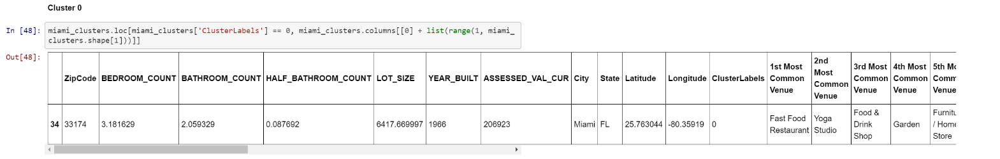 Cluster 0
In [48]: miami_clusters.loc[miami_clusters['ClusterLabels'] == 0, miami_clusters.columns[[0] + list(range(1, miami_
clusters.shape[1]))]]
Out[48]:
ZipCode BEDROOM_COUNT BATHROOM_COUNT HALF_BATHROOM_COUNT LOT_SIZE YEAR_BUILT ASSESSED_VAL_CUR City State Latitude Longitude ClusterLabels 1st Most Common Venue 2nd Most Common Venue 3rd Most Common Venue 4th Most Common Venue 5th Mo Comm Venue
34 33174 3.181629 2.059329 0.087692 6417.669997 1966 206923 Miami FL 25.763044 -80.35919 0 Fast Food Restaurant Yoga Studio Food & Drink Shop Garden Furnitu / Home Store